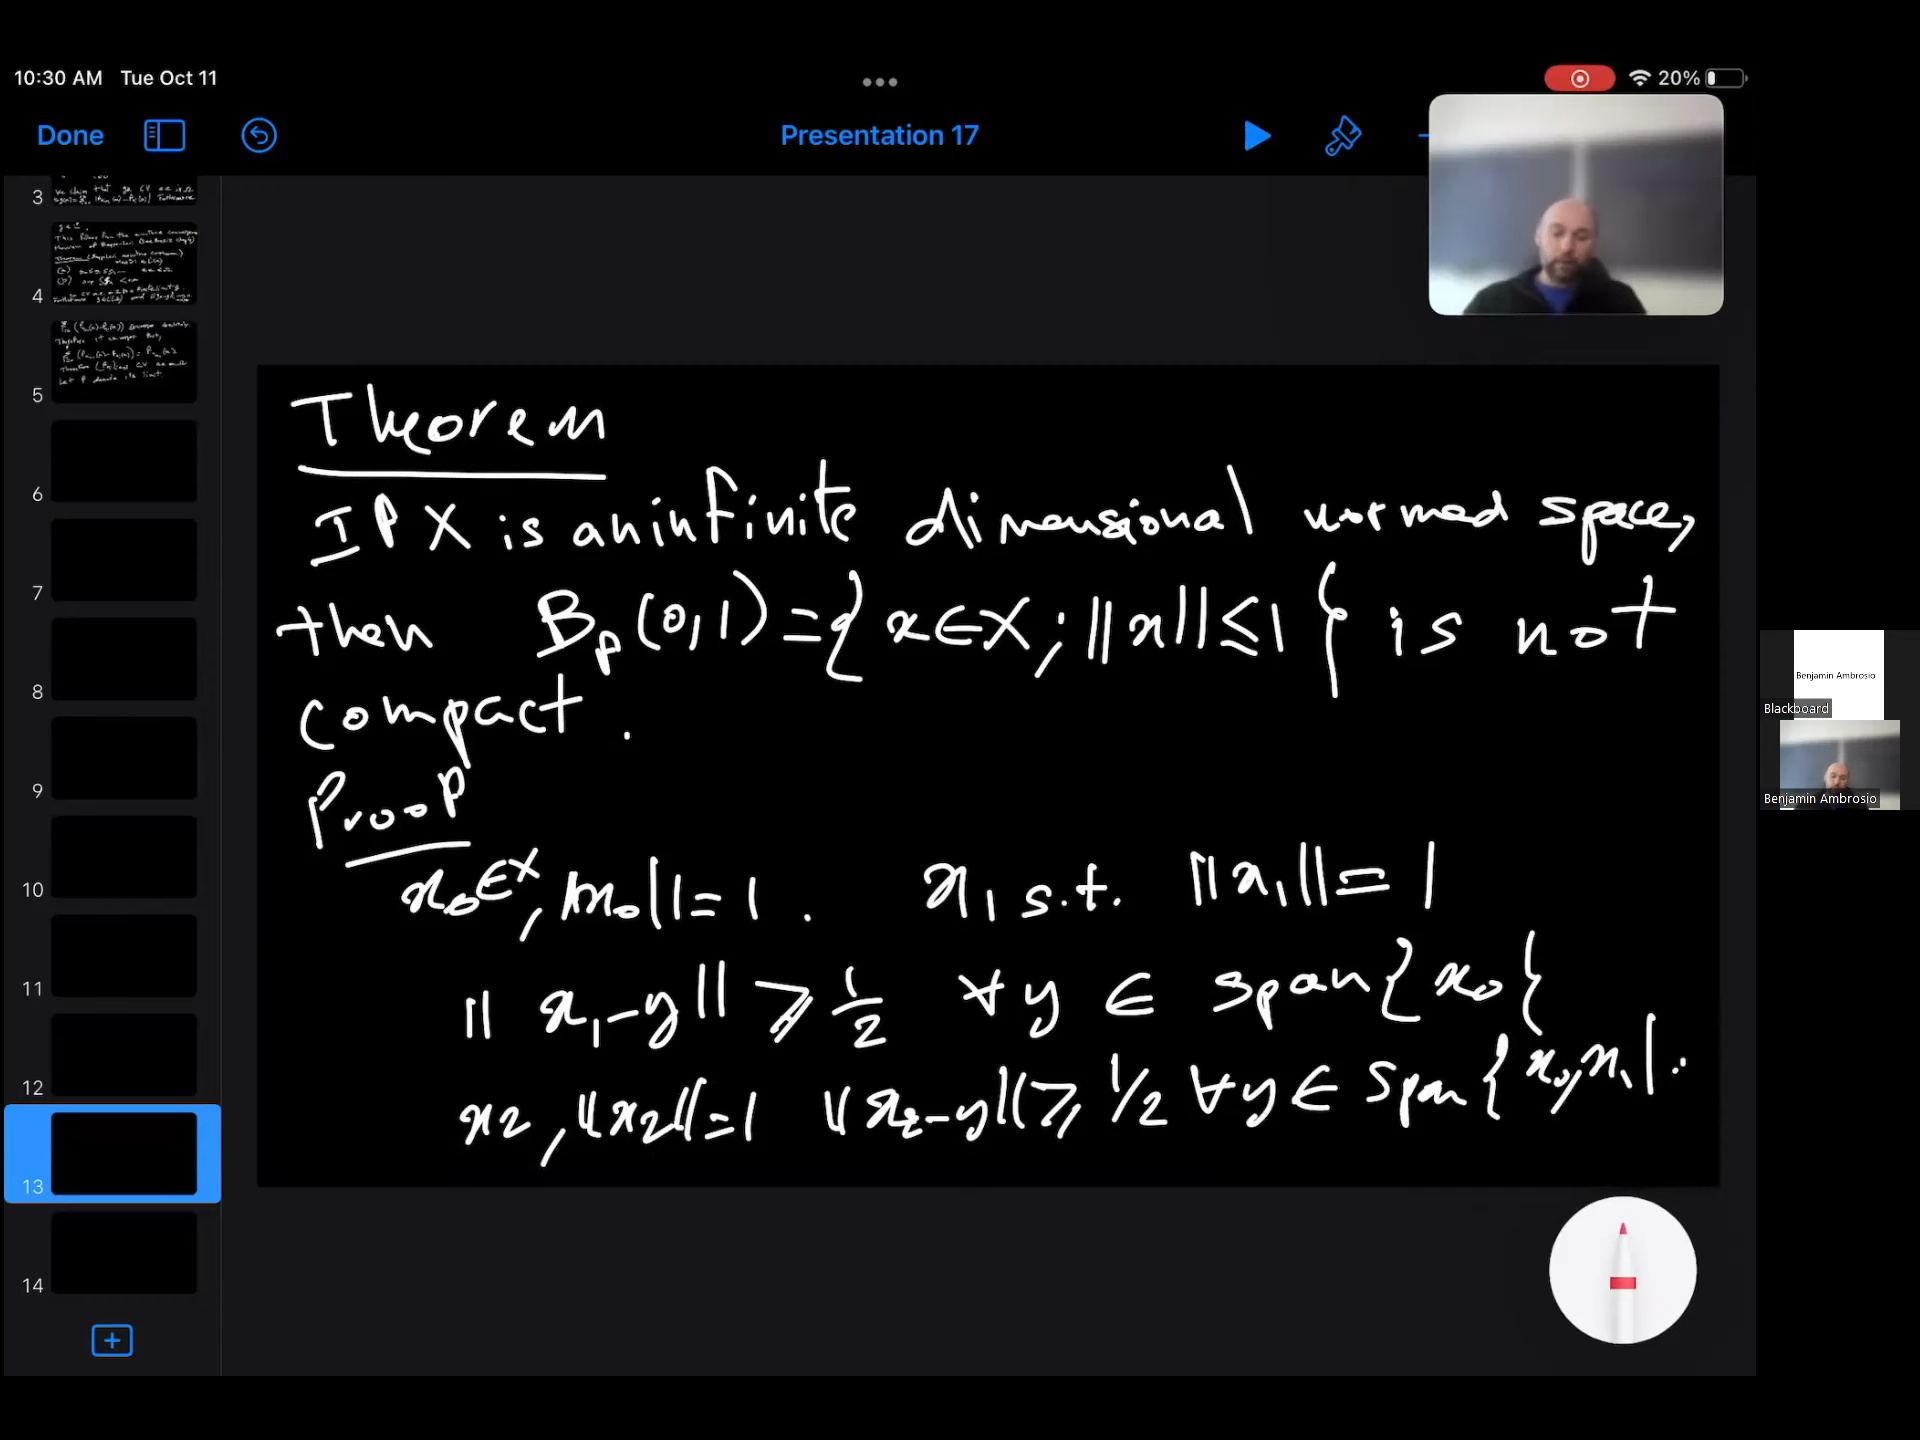 10:30 AM Tue Oct 11
20%
Done
Presentation 17
3
4
5
6
7
8
9
10
11
12
13
14
Theorem
If X is an infinite dimensional normed space,
then B_f(0,1)={x∈X; ||x||≤1} is not
compact.
Proof
x₀∈X, ||x₀||=1. x₁ s.t. ||x₁||=1
||x₁-y|| ⩾ 1/2 ∀y ∈ span{x₀}
x₂, ||x₂||=1 ||x₂-y|| ⩾ 1/2 ∀y∈ Span{x₀,x₁}.
Benjamin Ambrosio
Blackboard
Benjamin Ambrosio